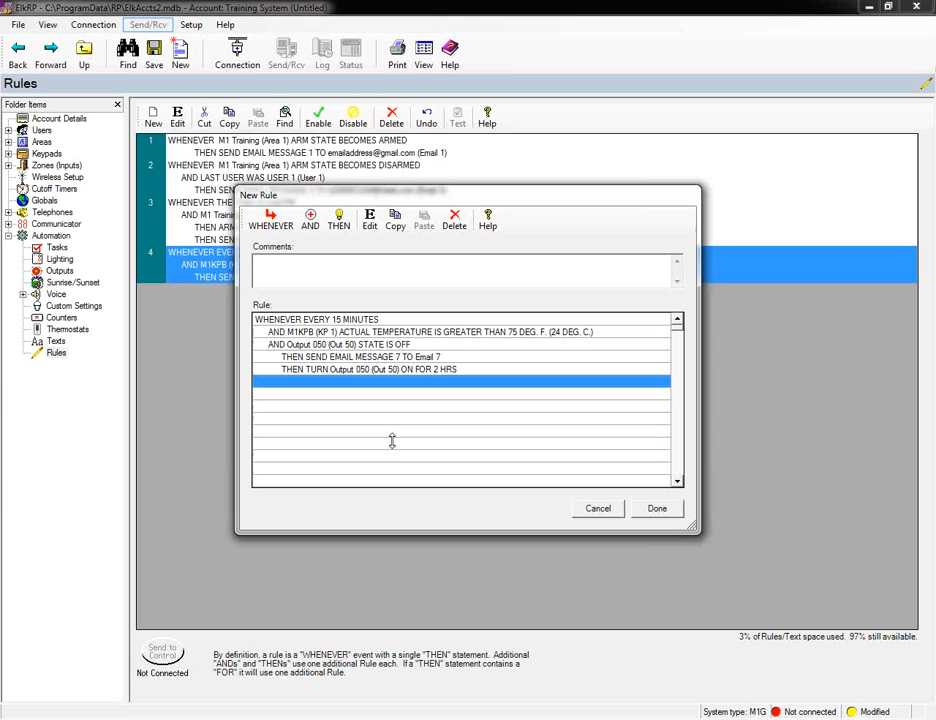 ElkRP - C:\ProgramData\RP\ElkAccts2.mdb - Account: Training System (Untitled)
File View Connection Send/Rcv Setup Help
Back Forward Up Find Save New Connection Send/Rcv Log Status Print View Help
Rules
Folder Items
Account Details
Users
Areas
Keypads
Zones (Inputs)
Wireless Setup
Cutoff Timers
Globals
Telephones
Communicator
Automation
Tasks
Lighting
Outputs
Sunrise/Sunset
Voice
Custom Settings
Counters
Thermostats
Texts
Rules
New Edit Cut Copy Paste Find Enable Disable Delete Undo Test Help
1 WHENEVER M1 Training (Area 1) ARM STATE BECOMES ARMED
THEN SEND EMAIL MESSAGE 1 TO emailaddress@gmail.com (Email 1)
2 WHENEVER M1 Training (Area 1) ARM STATE BECOMES DISARMED
AND LAST USER WAS USER 1 (User 1)
THEN SEN
3 WHENEVER THE
AND M1 Training
THEN ARM
THEN SEN
4 WHENEVER EVE
AND M1KPB (K
THEN SEN
New Rule
WHENEVER AND THEN Edit Copy Paste Delete Help
Comments:
Rule:
WHENEVER EVERY 15 MINUTES
AND M1KPB (KP 1) ACTUAL TEMPERATURE IS GREATER THAN 75 DEG. F. (24 DEG.C.)
AND Output 050 (Out 50) STATE IS OFF
THEN SEND EMAIL MESSAGE 7 TO Email 7
THEN TURN Output 050 (Out 50) ON FOR 2 HRS
Cancel Done
3% of Rules/Text space used. 97% still available.
Send to
Control
Not Connected
By definition, a rule is a "WHENEVER" event with a single "THEN" statement. Additional
"ANDs" and "THENs" use one additional Rule each. If a "THEN" statement contains a
"FOR" it will use one additional Rule.
System type: M1G Not connected Modified